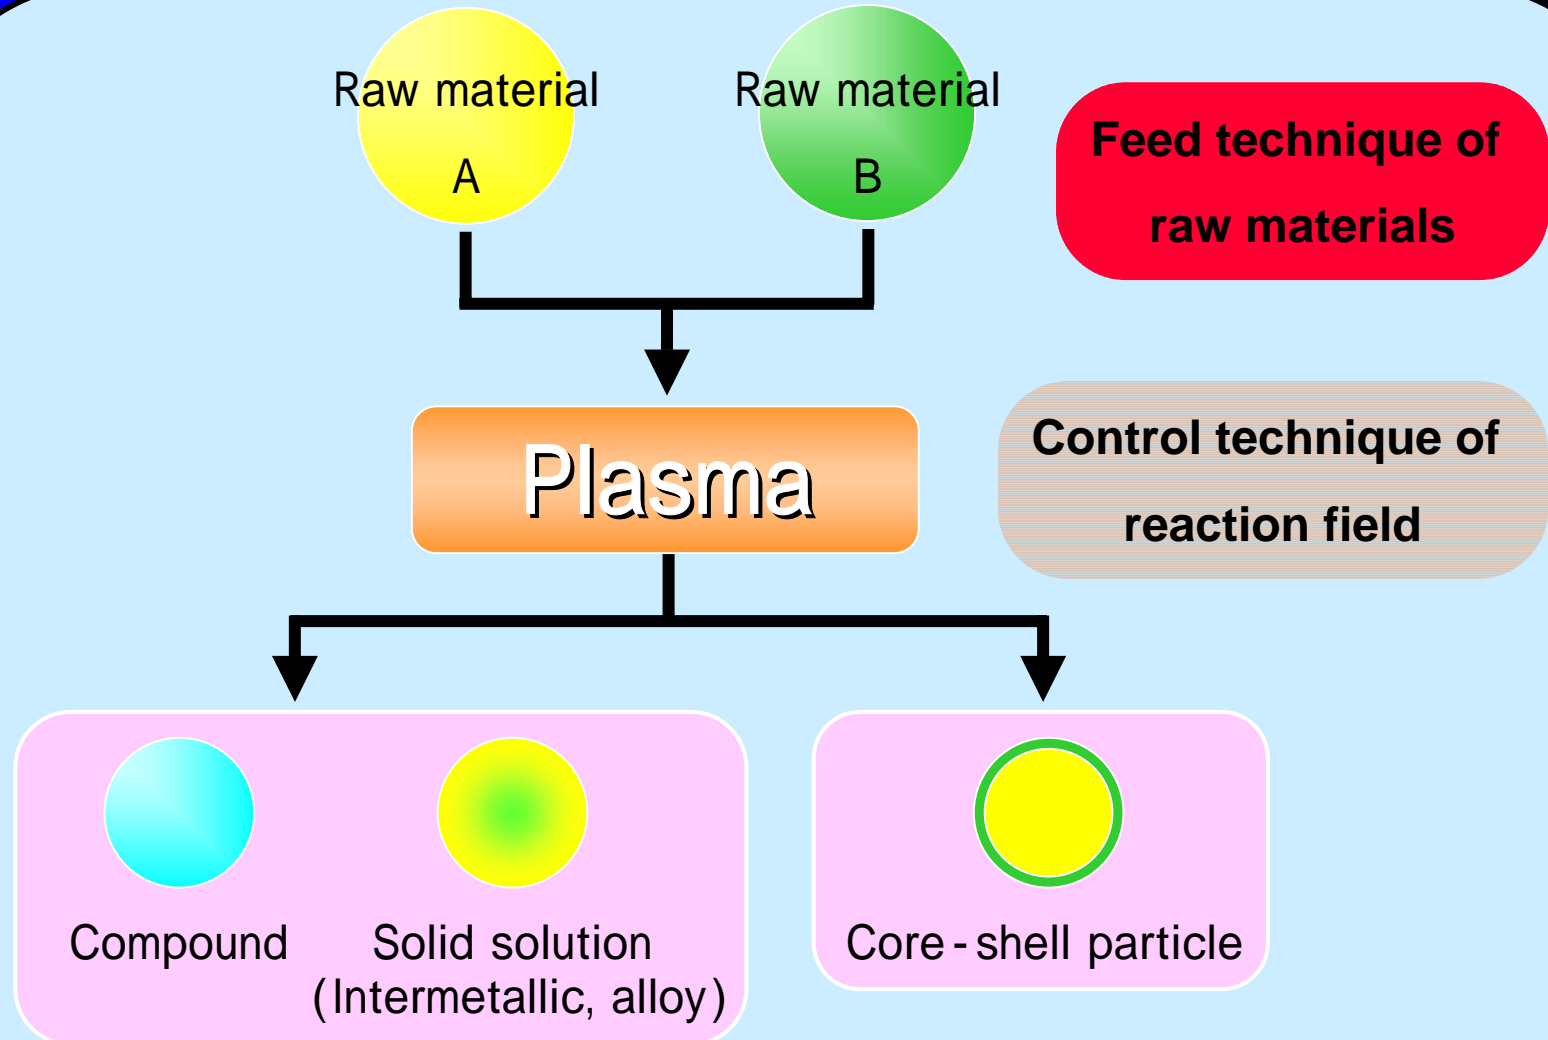 Raw material
A
Raw material
B
Feed technique of
raw materials
Plasma
Control technique of
reaction field
Compound
Solid solution
(Intermetallic, alloy)
Core-shell particle